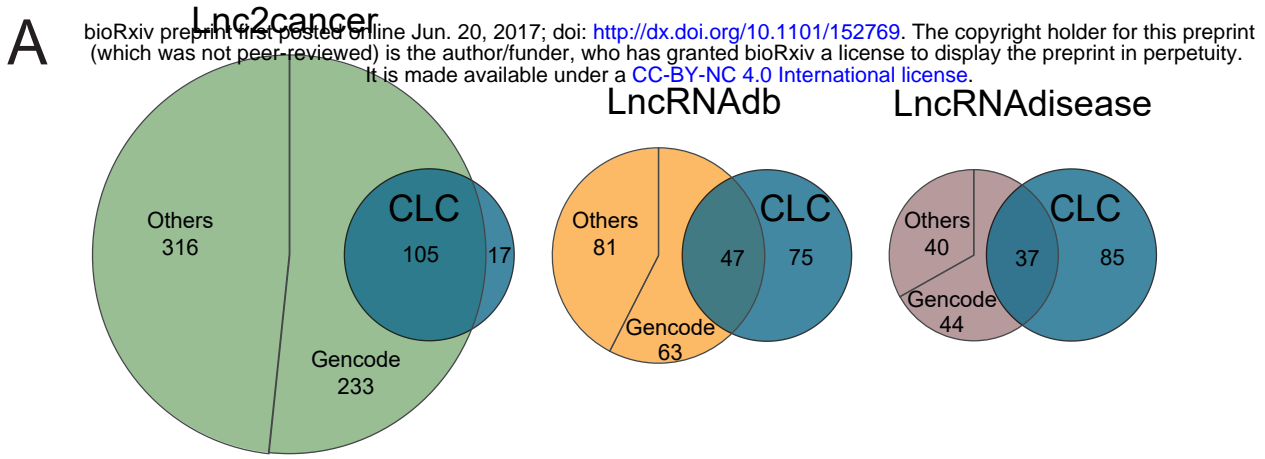 A
Lnc2cancer
bioRxiv preprint first posted online Jun. 20, 2017; doi: http://dx.doi.org/10.1101/152769. The copyright holder for this preprint
(which was not peer-reviewed) is the author/funder, who has granted bioRxiv a license to display the preprint in perpetuity.
It is made available under a CC-BY-NC 4.0 International license.
LncRNAdb
LncRNAdisease
Others
316
CLC
105
17
Gencode
233
Others
81
CLC
47
75
Gencode
63
Others
40
CLC
37
85
Gencode
44